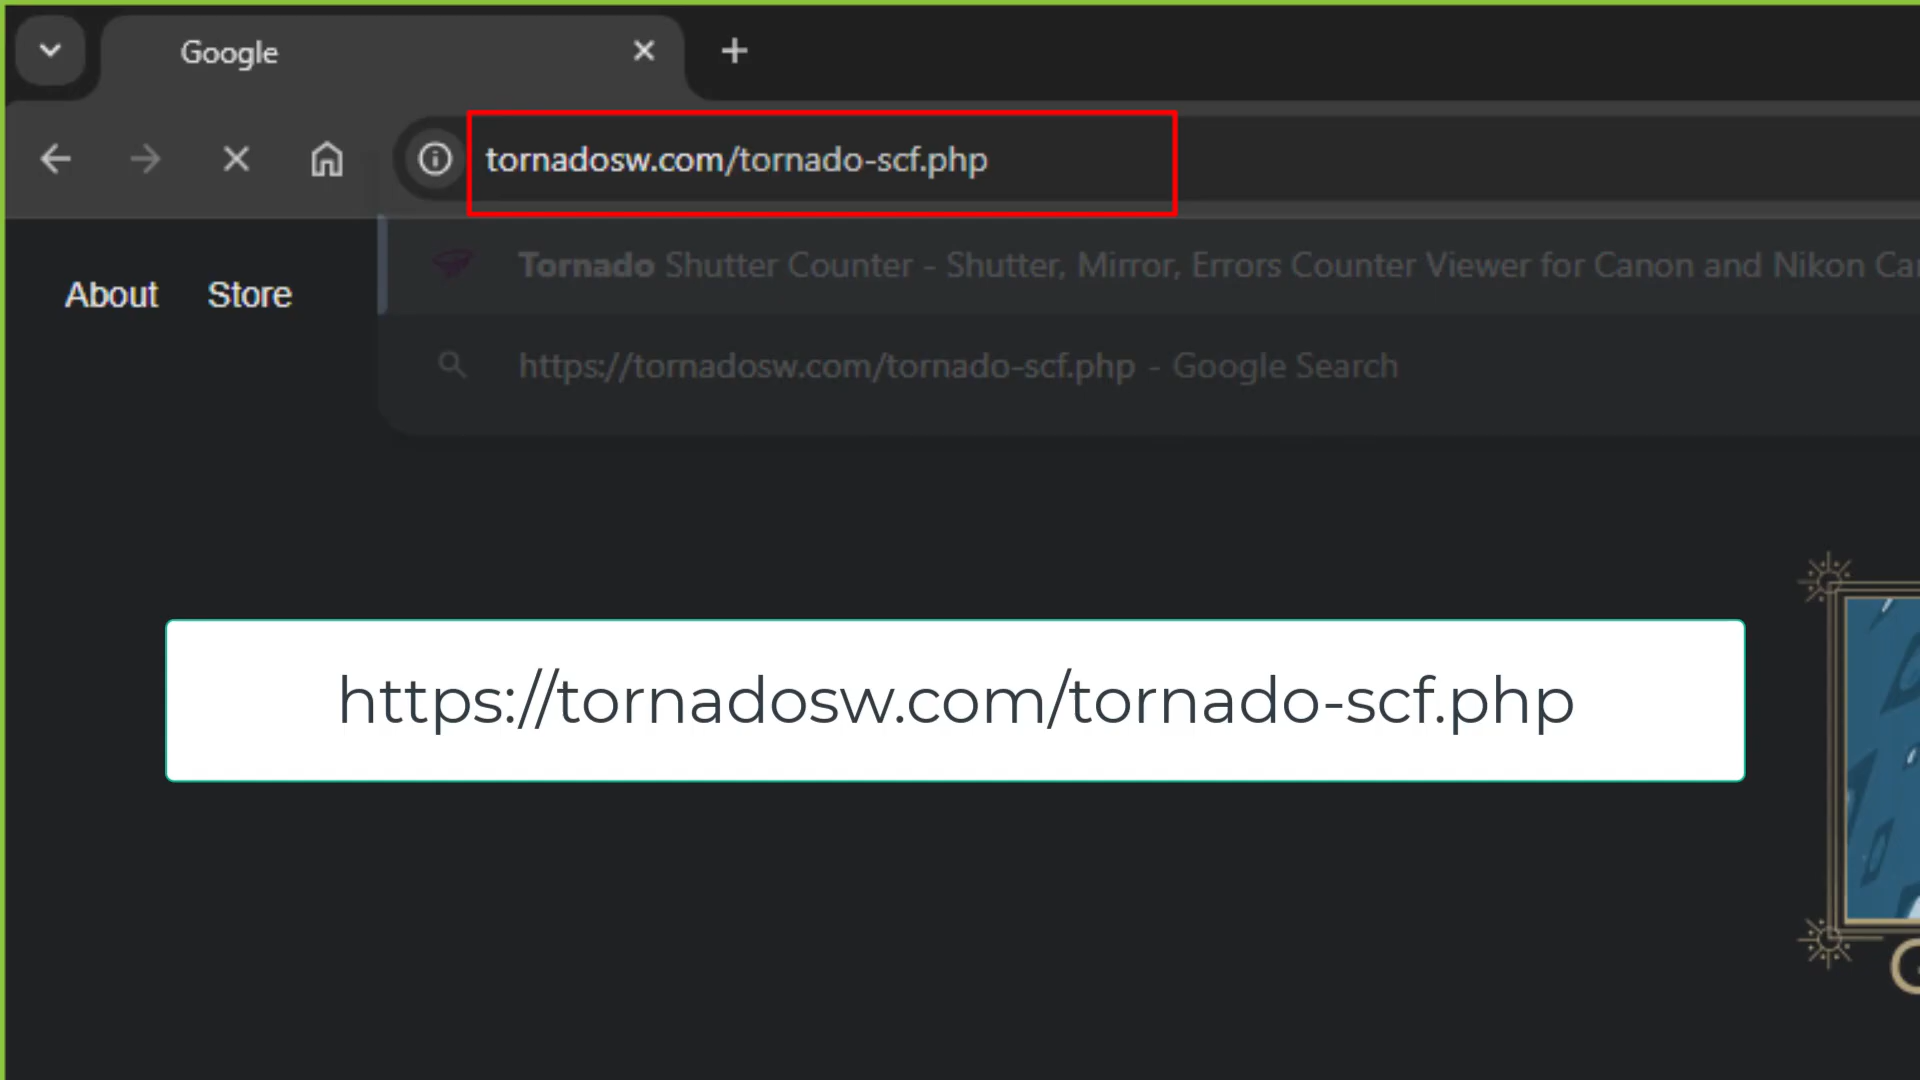 Google
tornadosw.com/tornado-scf.php
Tornado Shutter Counter - Shutter, Mirror, Errors Counter Viewer for Canon and Nikon
https://tornadosw.com/tornado-scf.php - Google Search
About Store
https://tornadosw.com/tornado-scf.php